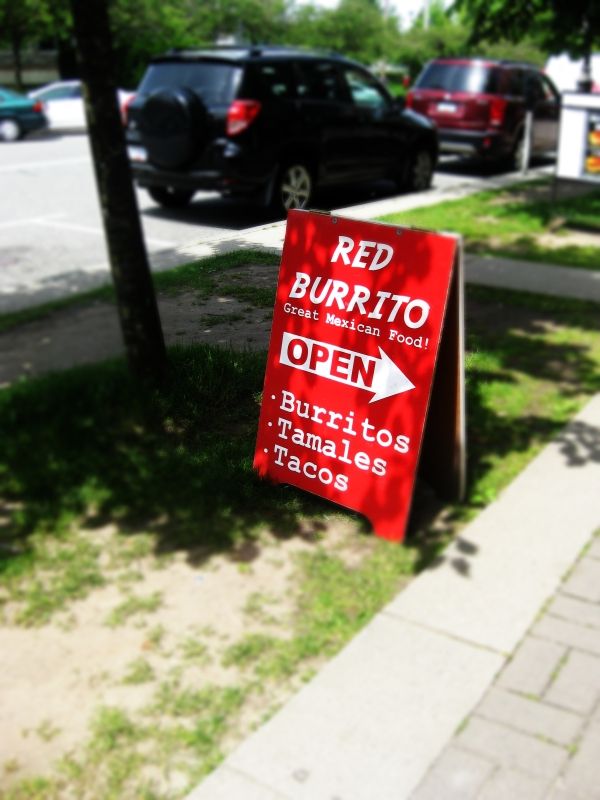 RED
BURRITO
Great Mexican Food!
OPEN
·Burritos
·Tamales
·Tacos